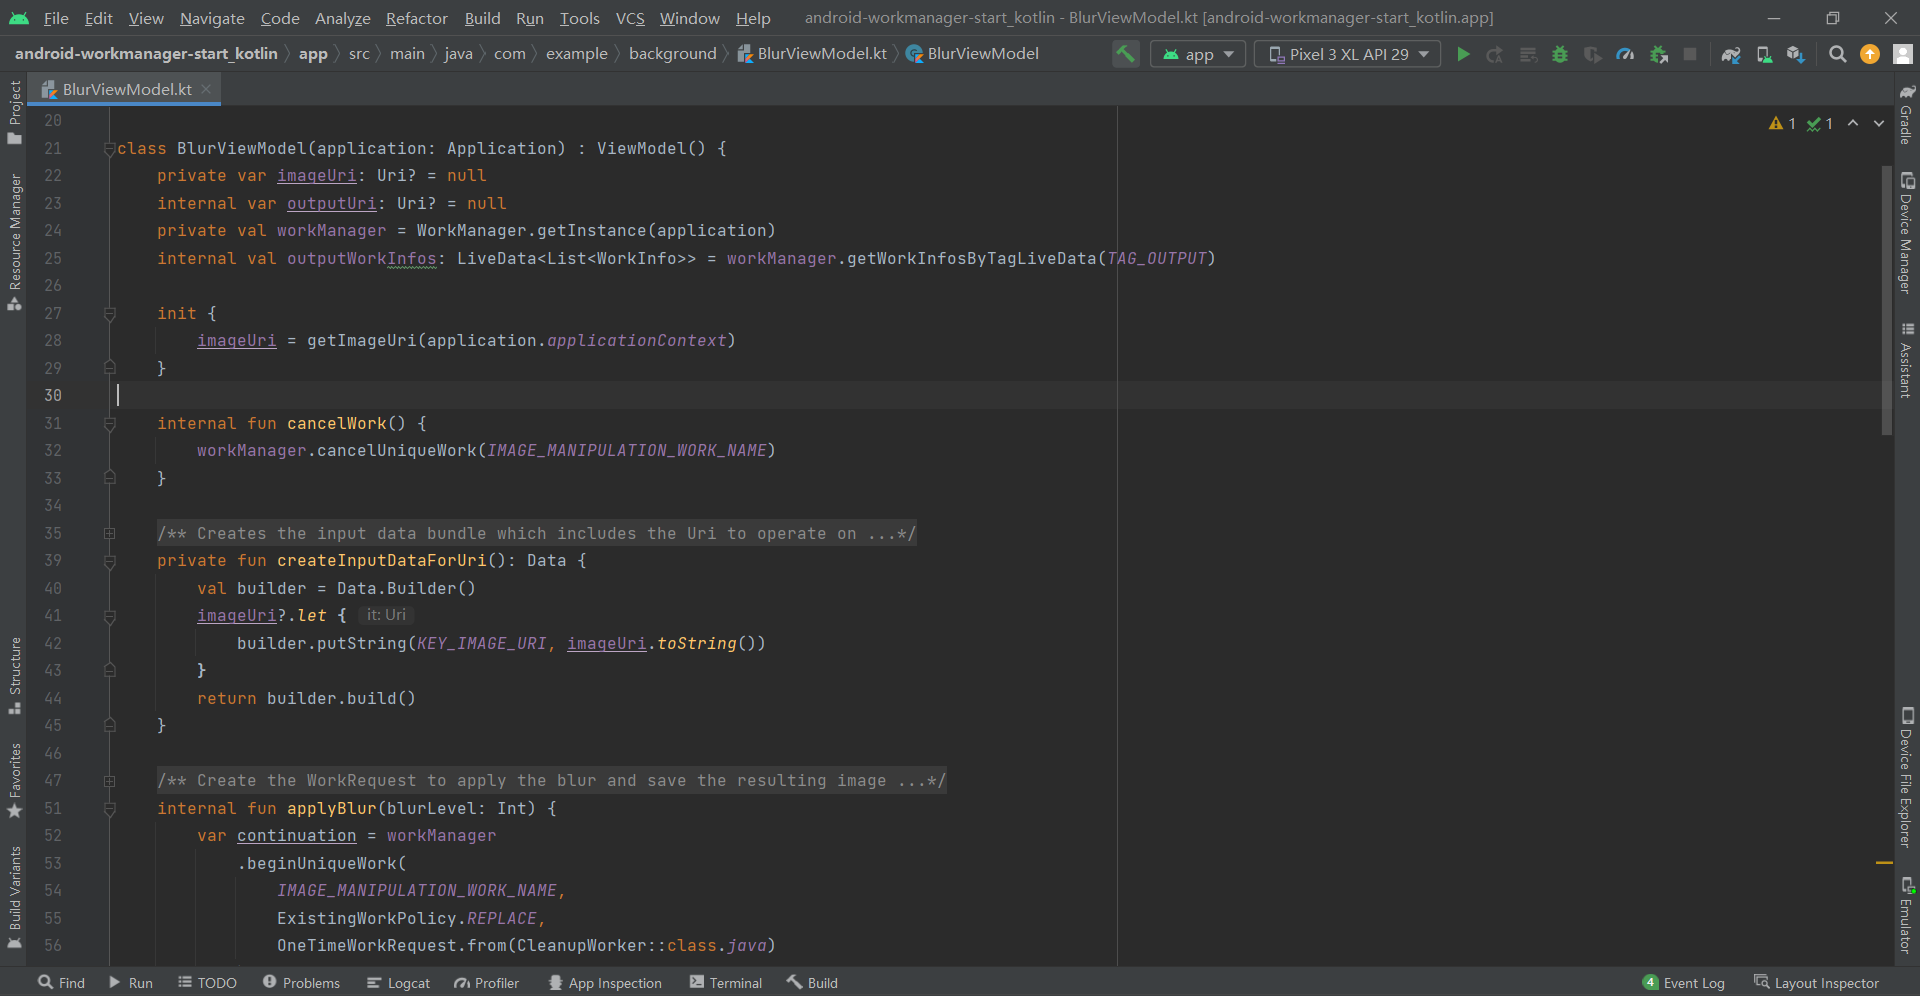 File Edit View Navigate Code Analyze Refactor Build Run Tools VCS Window Help android-workmanager-start_kotlin - BlurViewModel.kt [android-workmanager-start_kotlin.app]
android-workmanager-start_kotlin app src main java com example background BlurViewModel.kt BlurViewModel app Pixel 3 XL API 29
BlurViewModel.kt
Project
Resource Manager
Structure
Favorites
Build Variants
1 1
20
21 class BlurViewModel(application: Application) : ViewModel() {
22 private var imageUri: Uri? = null
23 internal var outputUri: Uri? = null
24 private val workManager = WorkManager.getInstance(application)
25 internal val outputWorkInfos: LiveData<List<WorkInfo>> = workManager.getWorkInfosByTagLiveData(TAG_OUTPUT)
26
27 init {
28 imageUri = getImageUri(application.applicationContext)
29 }
30
31 internal fun cancelWork() {
32 workManager.cancelUniqueWork(IMAGE_MANIPULATION_WORK_NAME)
33 }
34
35 /** Creates the input data bundle which includes the Uri to operate on ...*/
39 private fun createInputDataForUri(): Data {
40 val builder = Data.Builder()
41 imageUri?.let { it: Uri
42 builder.putString(KEY_IMAGE_URI, imageUri.toString())
43 }
44 return builder.build()
45 }
46
47 /** Create the WorkRequest to apply the blur and save the resulting image ...*/
51 internal fun applyBlur(blurLevel: Int) {
52 var continuation = workManager
53 .beginUniqueWork(
54 IMAGE_MANIPULATION_WORK_NAME,
55 ExistingWorkPolicy.REPLACE,
56 OneTimeWorkRequest.from(CleanupWorker::class.java)
Gradle
Device Manager
Assistant
Device File Explorer
Emulator
Find Run TODO Problems Logcat Profiler App Inspection Terminal Build 4 Event Log Layout Inspector